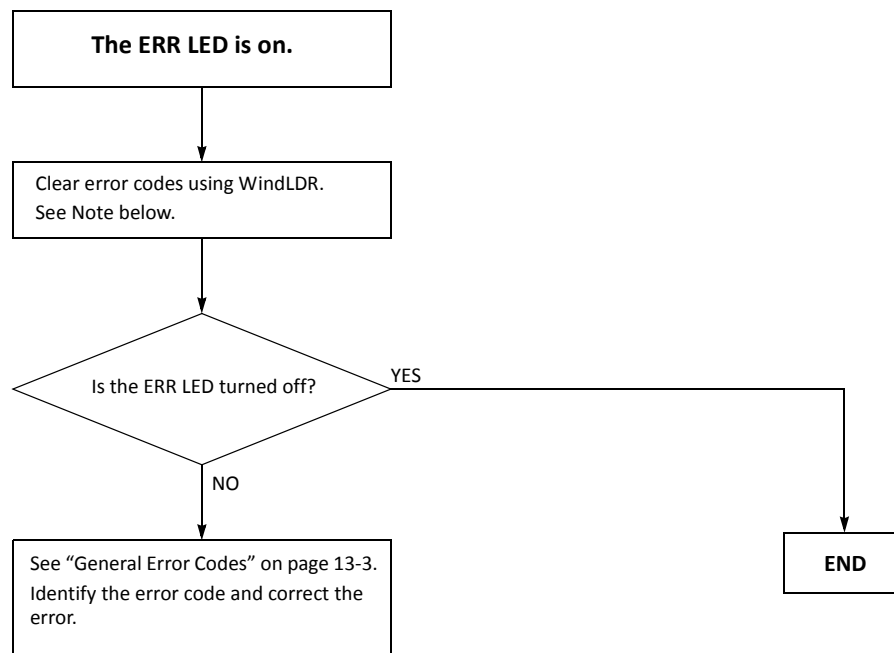 The ERR LED is on.
Clear error codes using WindLDR.
See Note below.
Is the ERR LED turned off?
YES
NO
See “General Error Codes” on page 13-3.
Identify the error code and correct the
error.
END